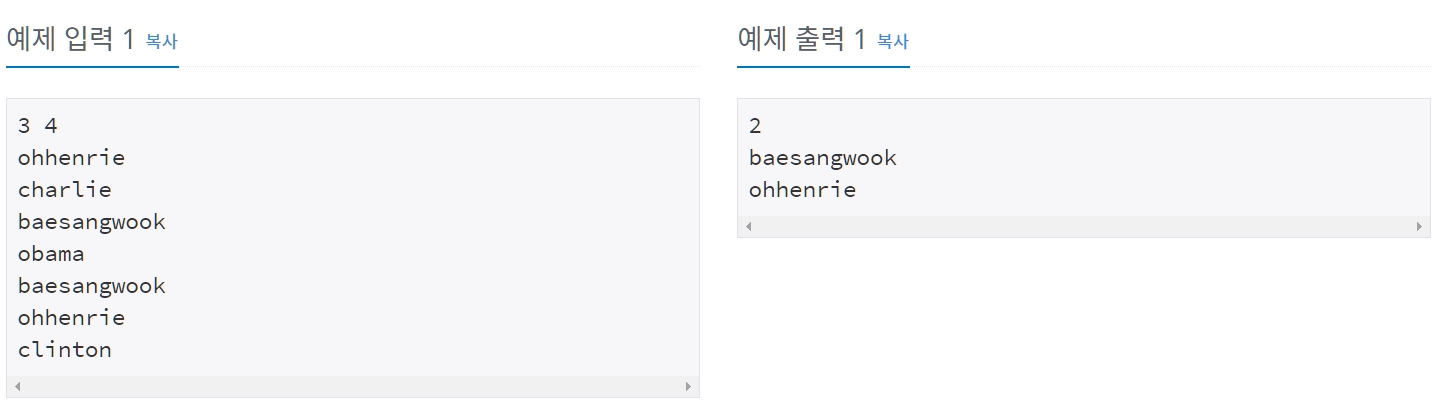 예제 입력 1 복사
3 4
ohhenrie
charlie
baesangwook
obama
baesangwook
ohhenrie
clinton
예제 출력 1 복사
2
baesangwook
ohhenrie